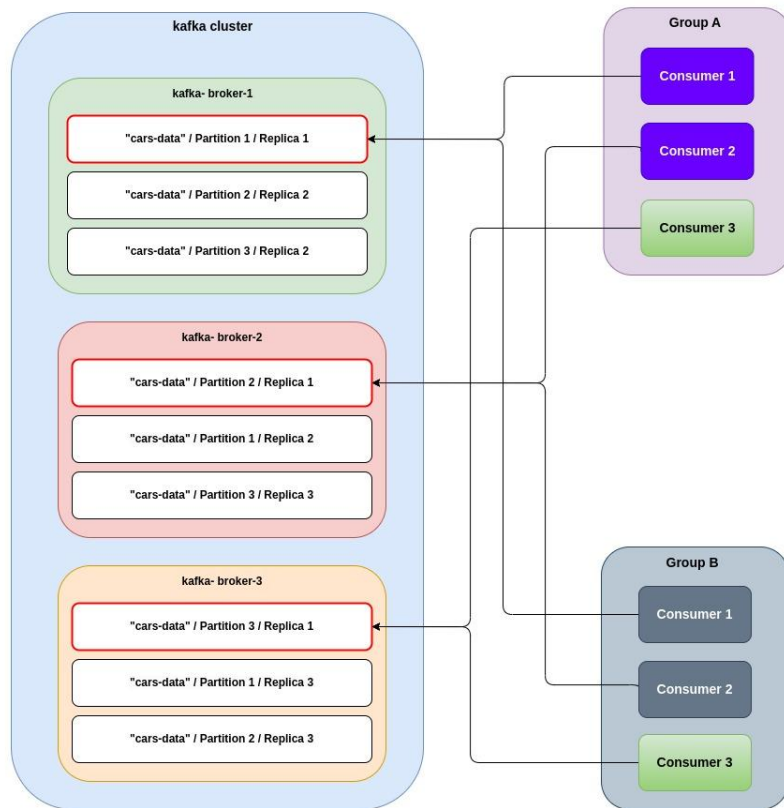 kafka cluster
kafka- broker-1
"cars-data" / Partition 1 / Replica 1
"cars-data" / Partition 2 / Replica 2
"cars-data" / Partition 3 / Replica 2
kafka- broker-2
"cars-data" / Partition 2 / Replica 1
"cars-data" / Partition 1 / Replica 2
"cars-data" / Partition 3 / Replica 3
kafka- broker-3
"cars-data" / Partition 3 / Replica 1
"cars-data" / Partition 1 / Replica 3
"cars-data" / Partition 2 / Replica 3
Group A
Consumer 1
Consumer 2
Consumer 3
Group B
Consumer 1
Consumer 2
Consumer 3